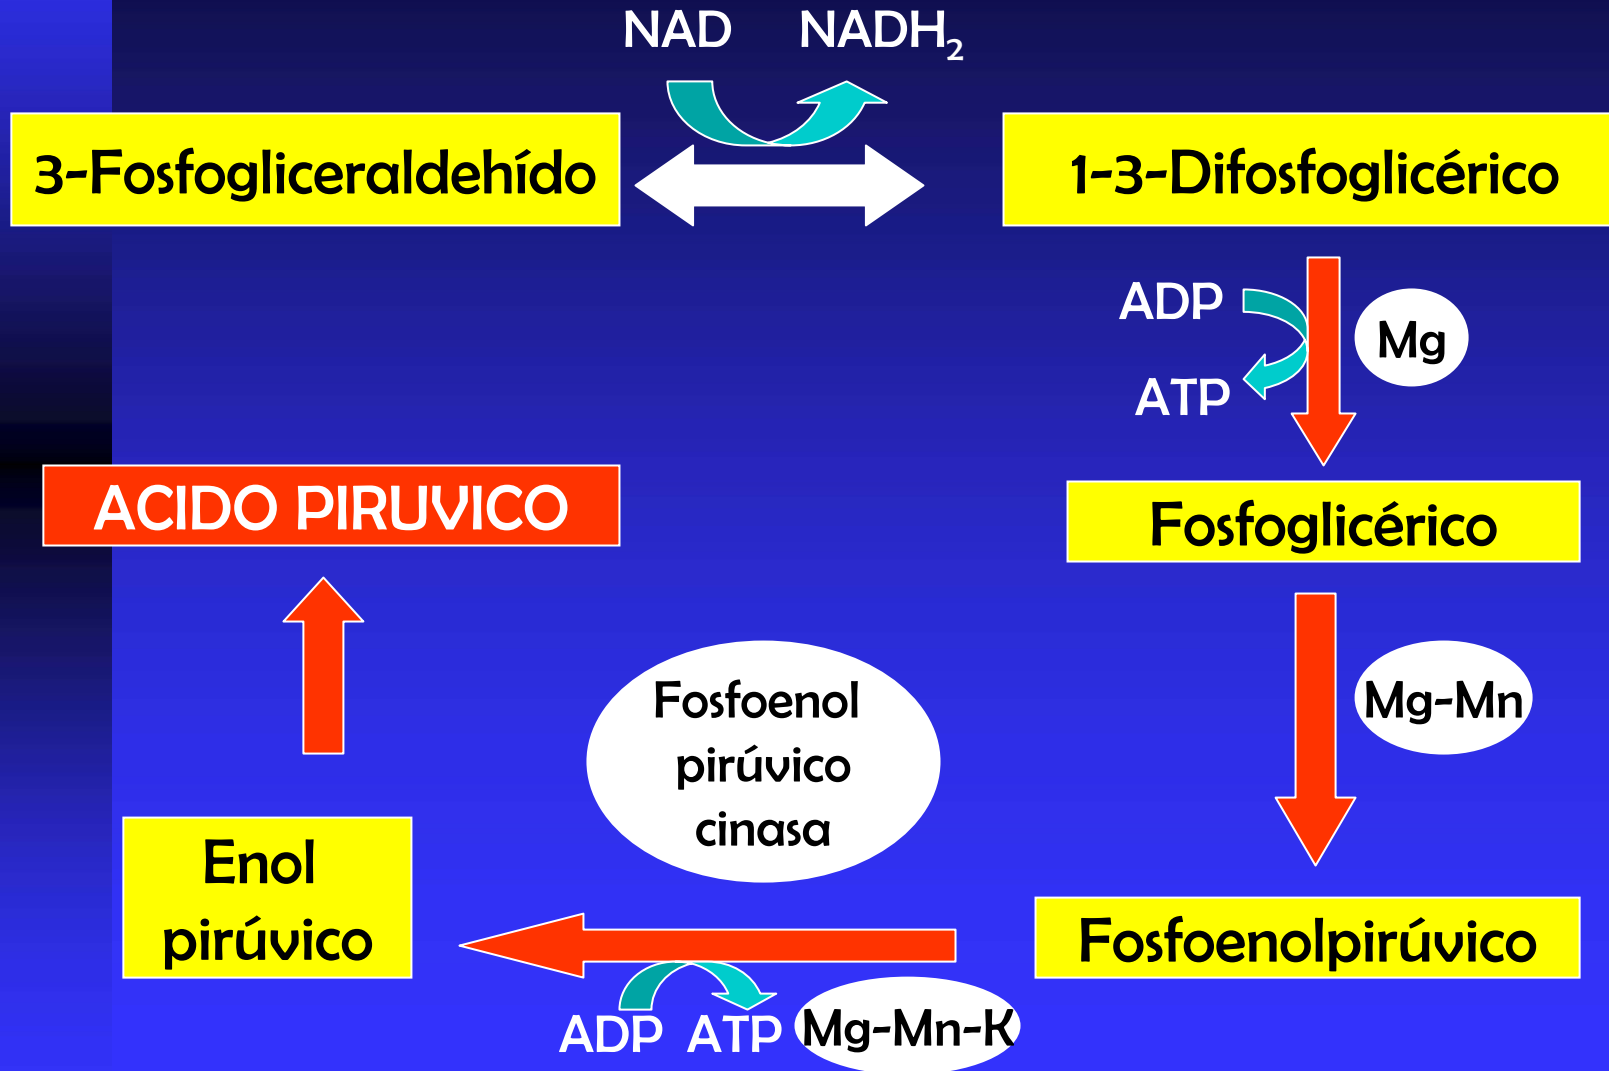 NAD NADH₂
3-Fosfogliceraldehído
1-3-Difosfoglicérico
ADP
Mg
ATP
ACIDO PIRUVICO
Fosfoglicérico
Fosfoenol
pirúvico
cinasa
Mg-Mn
Enol
pirúvico
Fosfoenolpirúvico
ADP ATP Mg-Mn-K